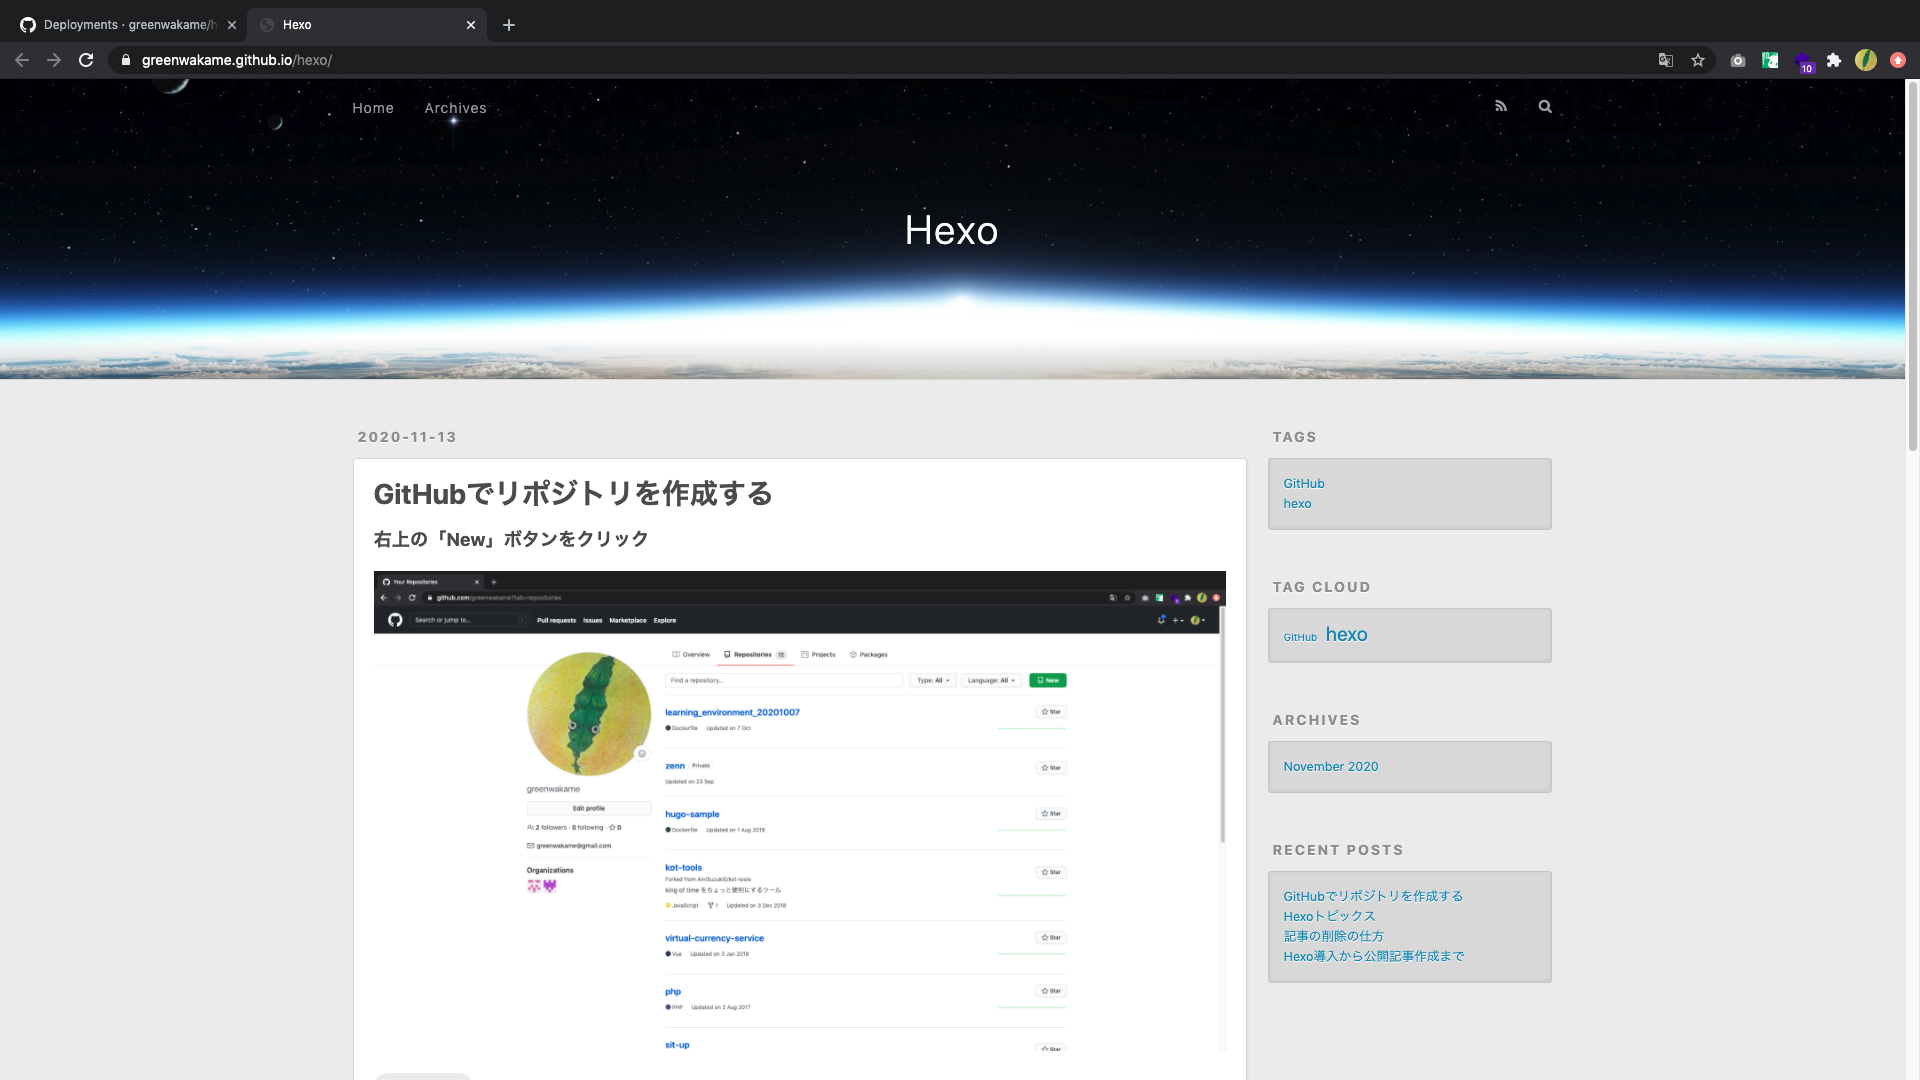 Deployments · greenwakame/h
Hexo
greenwakame.github.io/hexo/
10
Home
Archives
Hexo
2020-11-13
GitHubでリポジトリを作成する
右上の「New」ボタンをクリック
Your Repositories
github.com/greenwakame?tab=repositories
Search or jump to... /
Pull requests Issues Marketplace Explore
Overview Repositories 12 Projects Packages
Find a repository... Type: All Language: All New
learning_environment_20201007 Star
Dockerfile Updated on 7 Oct
zenn Private Star
Updated on 23 Sep
greenwakame
Edit profile
2 followers · 0 following · 0
greenwakame@gmail.com
Organizations
hugo-sample Star
Dockerfile Updated on 1 Aug 2019
kot-tools Star
king of time をちょっと便利にするツール
JavaScript 1 Updated on 3 Dec 2018
virtual-currency-service Star
Vue Updated on 3 Jan 2018
php Star
PHP Updated on 2 Aug 2017
sit-up Star
TAGS
GitHub
hexo
TAG CLOUD
GitHub hexo
ARCHIVES
November 2020
RECENT POSTS
GitHubでリポジトリを作成する
Hexoトピックス
記事の削除の仕方
Hexo導入から公開記事作成まで